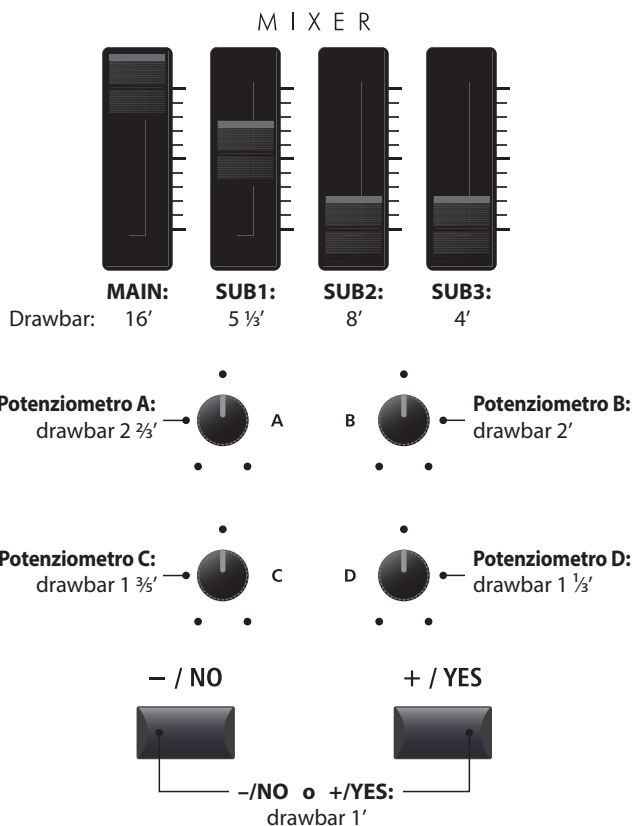 MIXER
MAIN: SUB1: SUB2: SUB3:
Drawbar: 16′ 5 ⅓′ 8′ 4′
Potenziometro A:
drawbar 2 ⅔′
A
B
Potenziometro B:
drawbar 2′
Potenziometro C:
drawbar 1 ⅗′
C
D
Potenziometro D:
drawbar 1 ⅓′
– / NO + / YES
–/NO o +/YES:
drawbar 1′